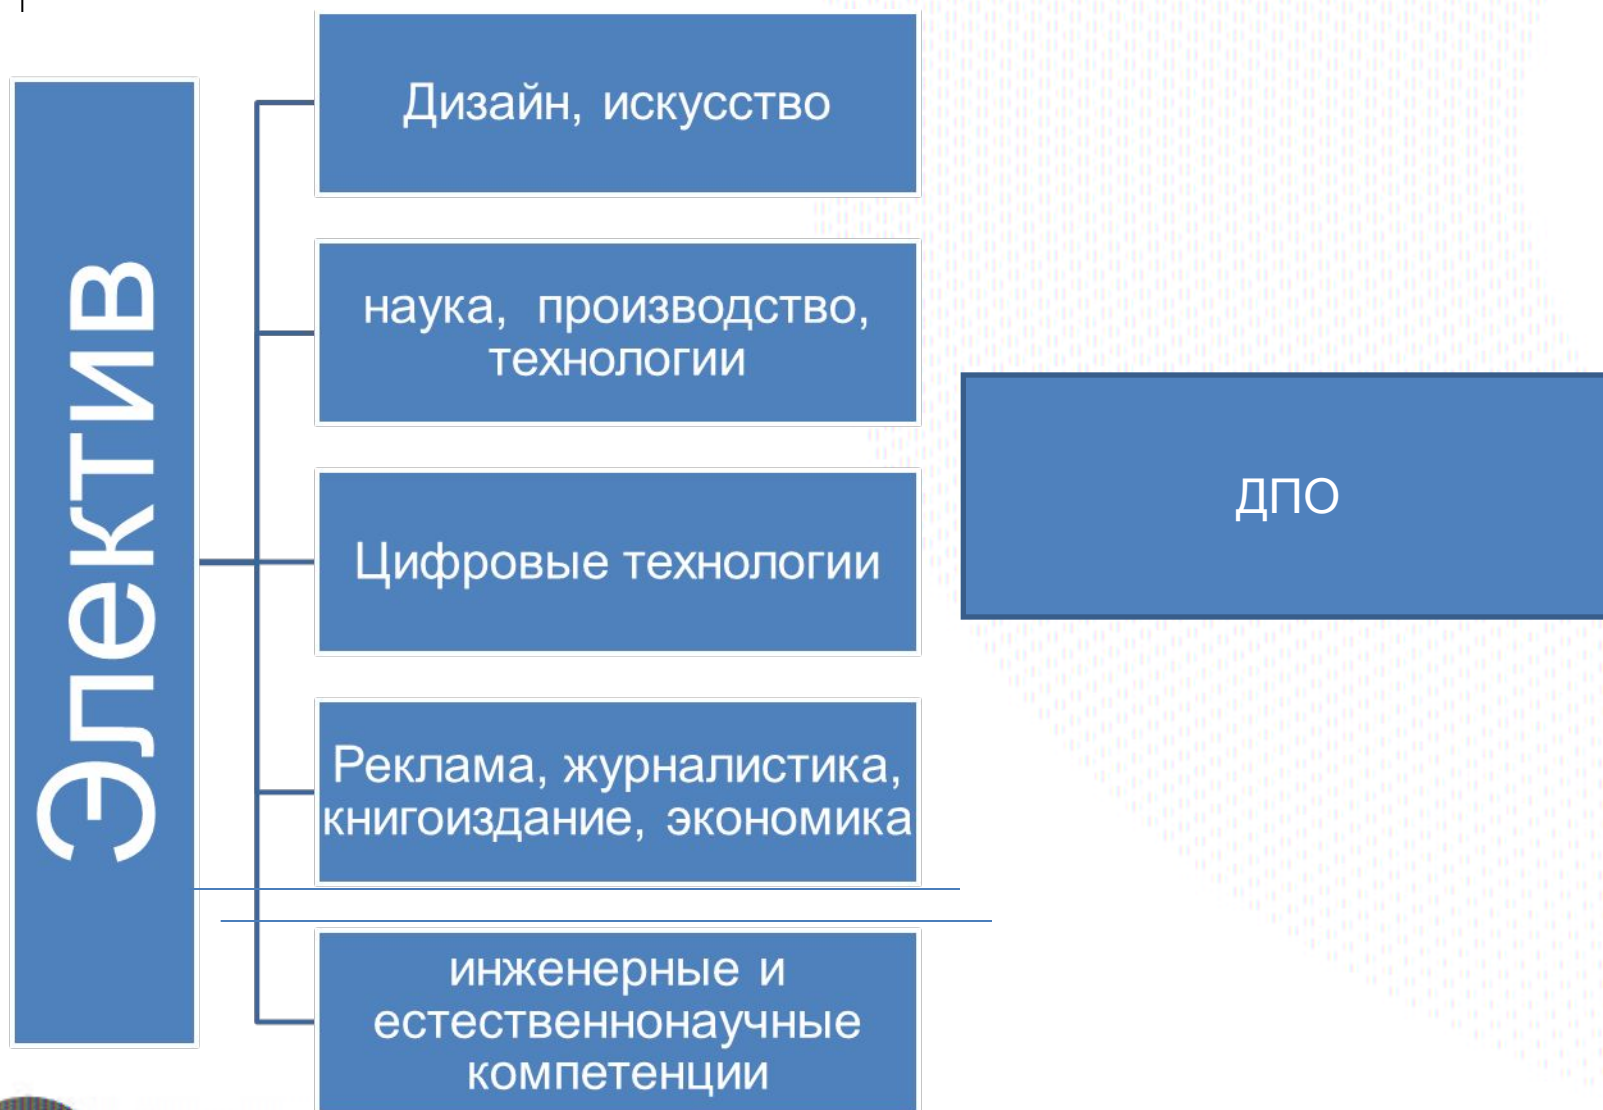 Электив
Дизайн, искусство
наука, производство,
технологии
Цифровые технологии
Реклама, журналистика,
книгоиздание, экономика
инженерные и
естественнонаучные
компетенции
ДПО